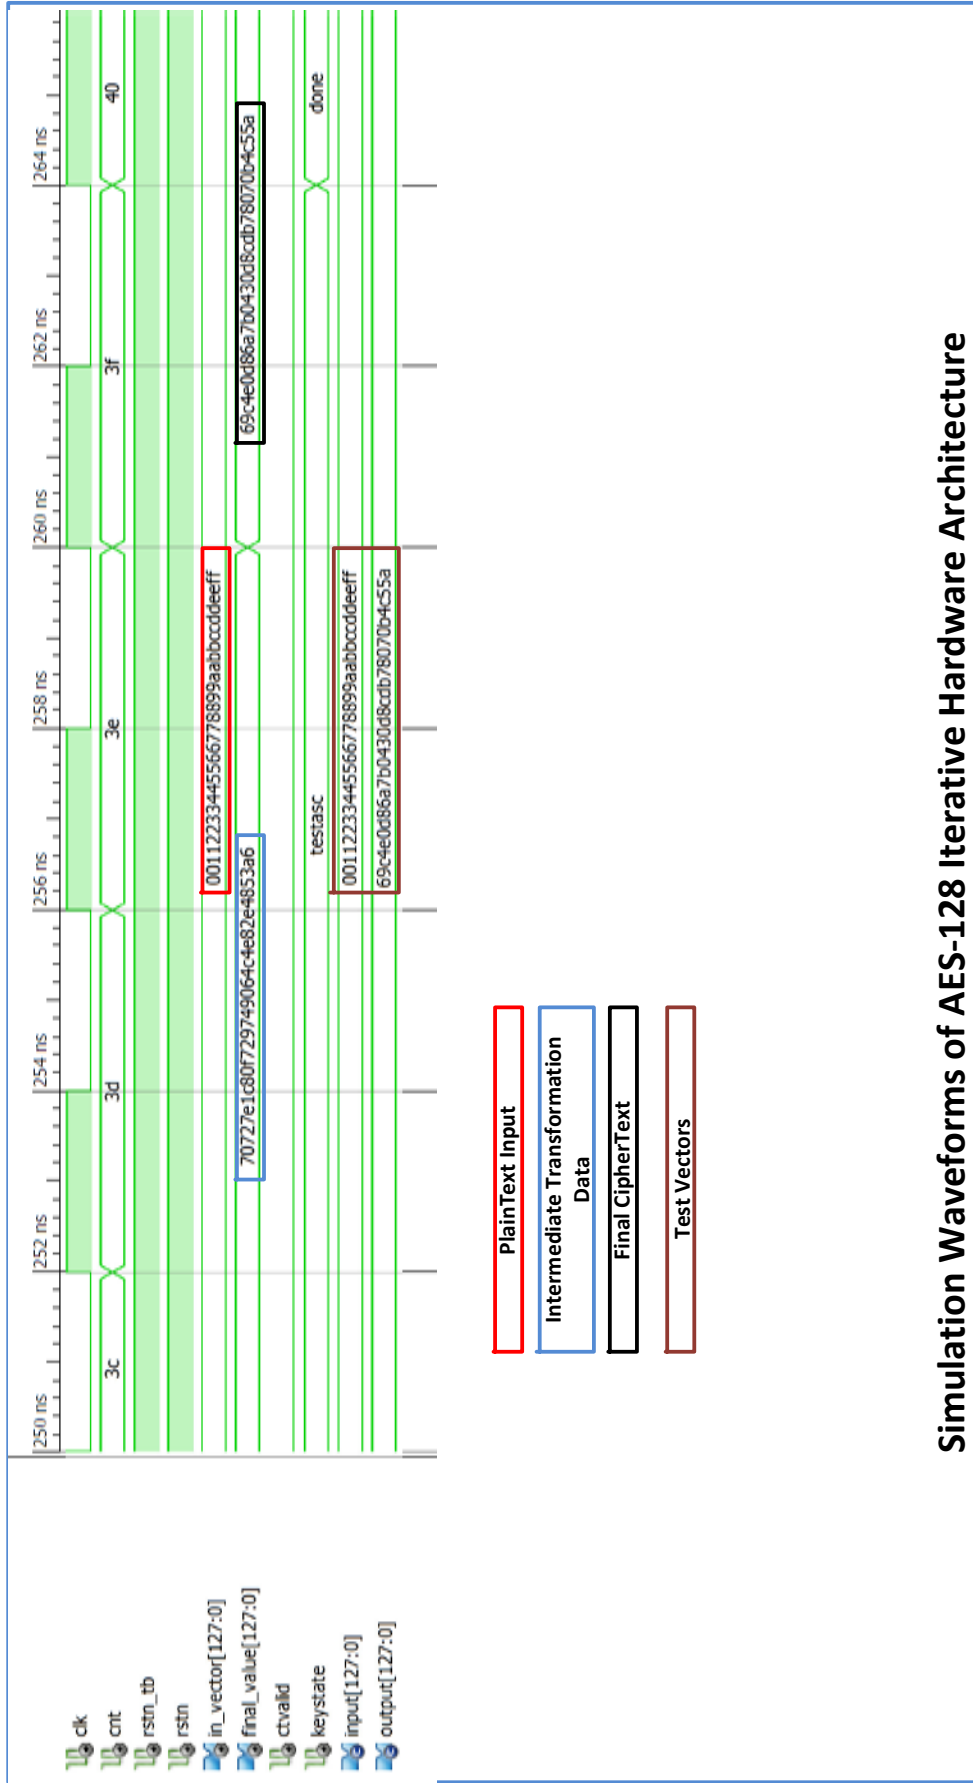 250 ns 252 ns 254 ns 256 ns 258 ns 260 ns 262 ns 264 ns
clk
cnt 3c 3d 3e 3f 40
rstn_tb
rstn
in_vector[127:0] 00112233445566778899aabbccddeeff
final_value[127:0] 70727e1c80f729749064c4e82e4853a6 69c4e0d86a7b0430d8cdb78070b4c55a
ctvalid
keystate testasc done
input[127:0] 00112233445566778899aabbccddeeff
output[127:0] 69c4e0d86a7b0430d8cdb78070b4c55a
PlainText Input
Intermediate Transformation
Data
Final CipherText
Test Vectors
Simulation Waveforms of AES-128 Iterative Hardware Architecture